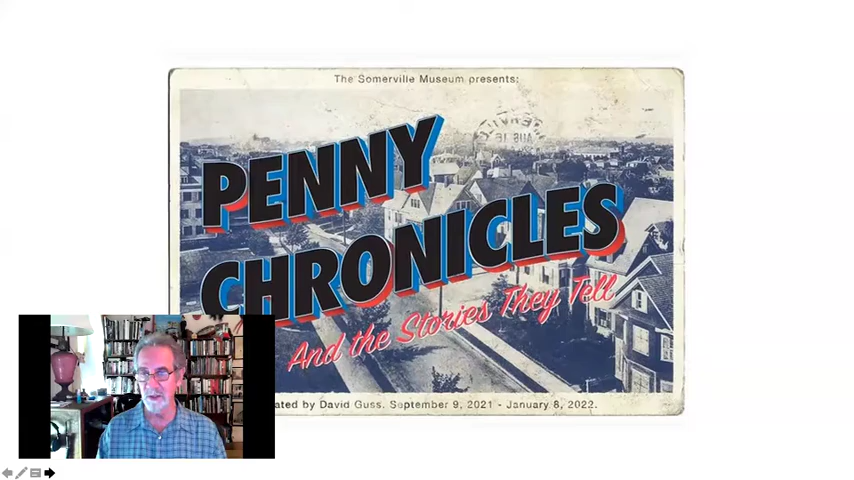 The Somerville Museum presents:
PENNY
CHRONICLES
And the Stories They Tell
ated by David Guss. September 9, 2021 - January 8, 2022.